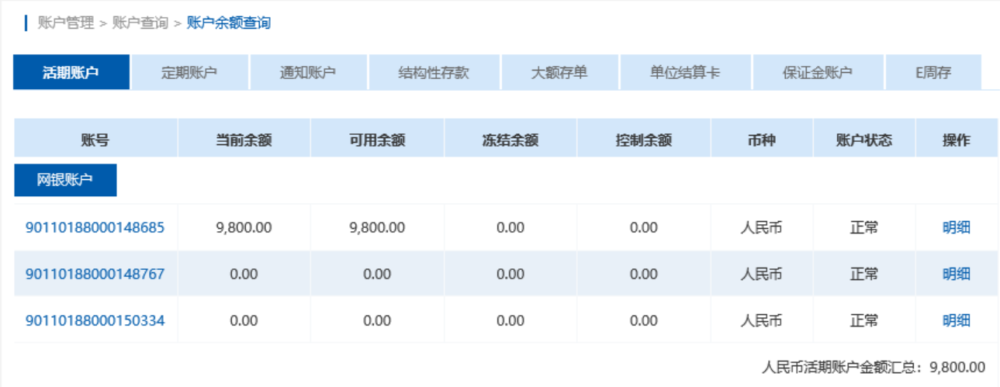 账户管理 > 账户查询 > 账户余额查询
活期账户 定期账户 通知账户 结构性存款 大额存单 单位结算卡 保证金账户 E周存
账号 当前余额 可用余额 冻结余额 控制余额 币种 账户状态 操作
网银账户
90110188000148685 9,800.00 9,800.00 0.00 0.00 人民币 正常 明细
90110188000148767 0.00 0.00 0.00 0.00 人民币 正常 明细
90110188000150334 0.00 0.00 0.00 0.00 人民币 正常 明细
人民币活期账户金额汇总：9,800.00